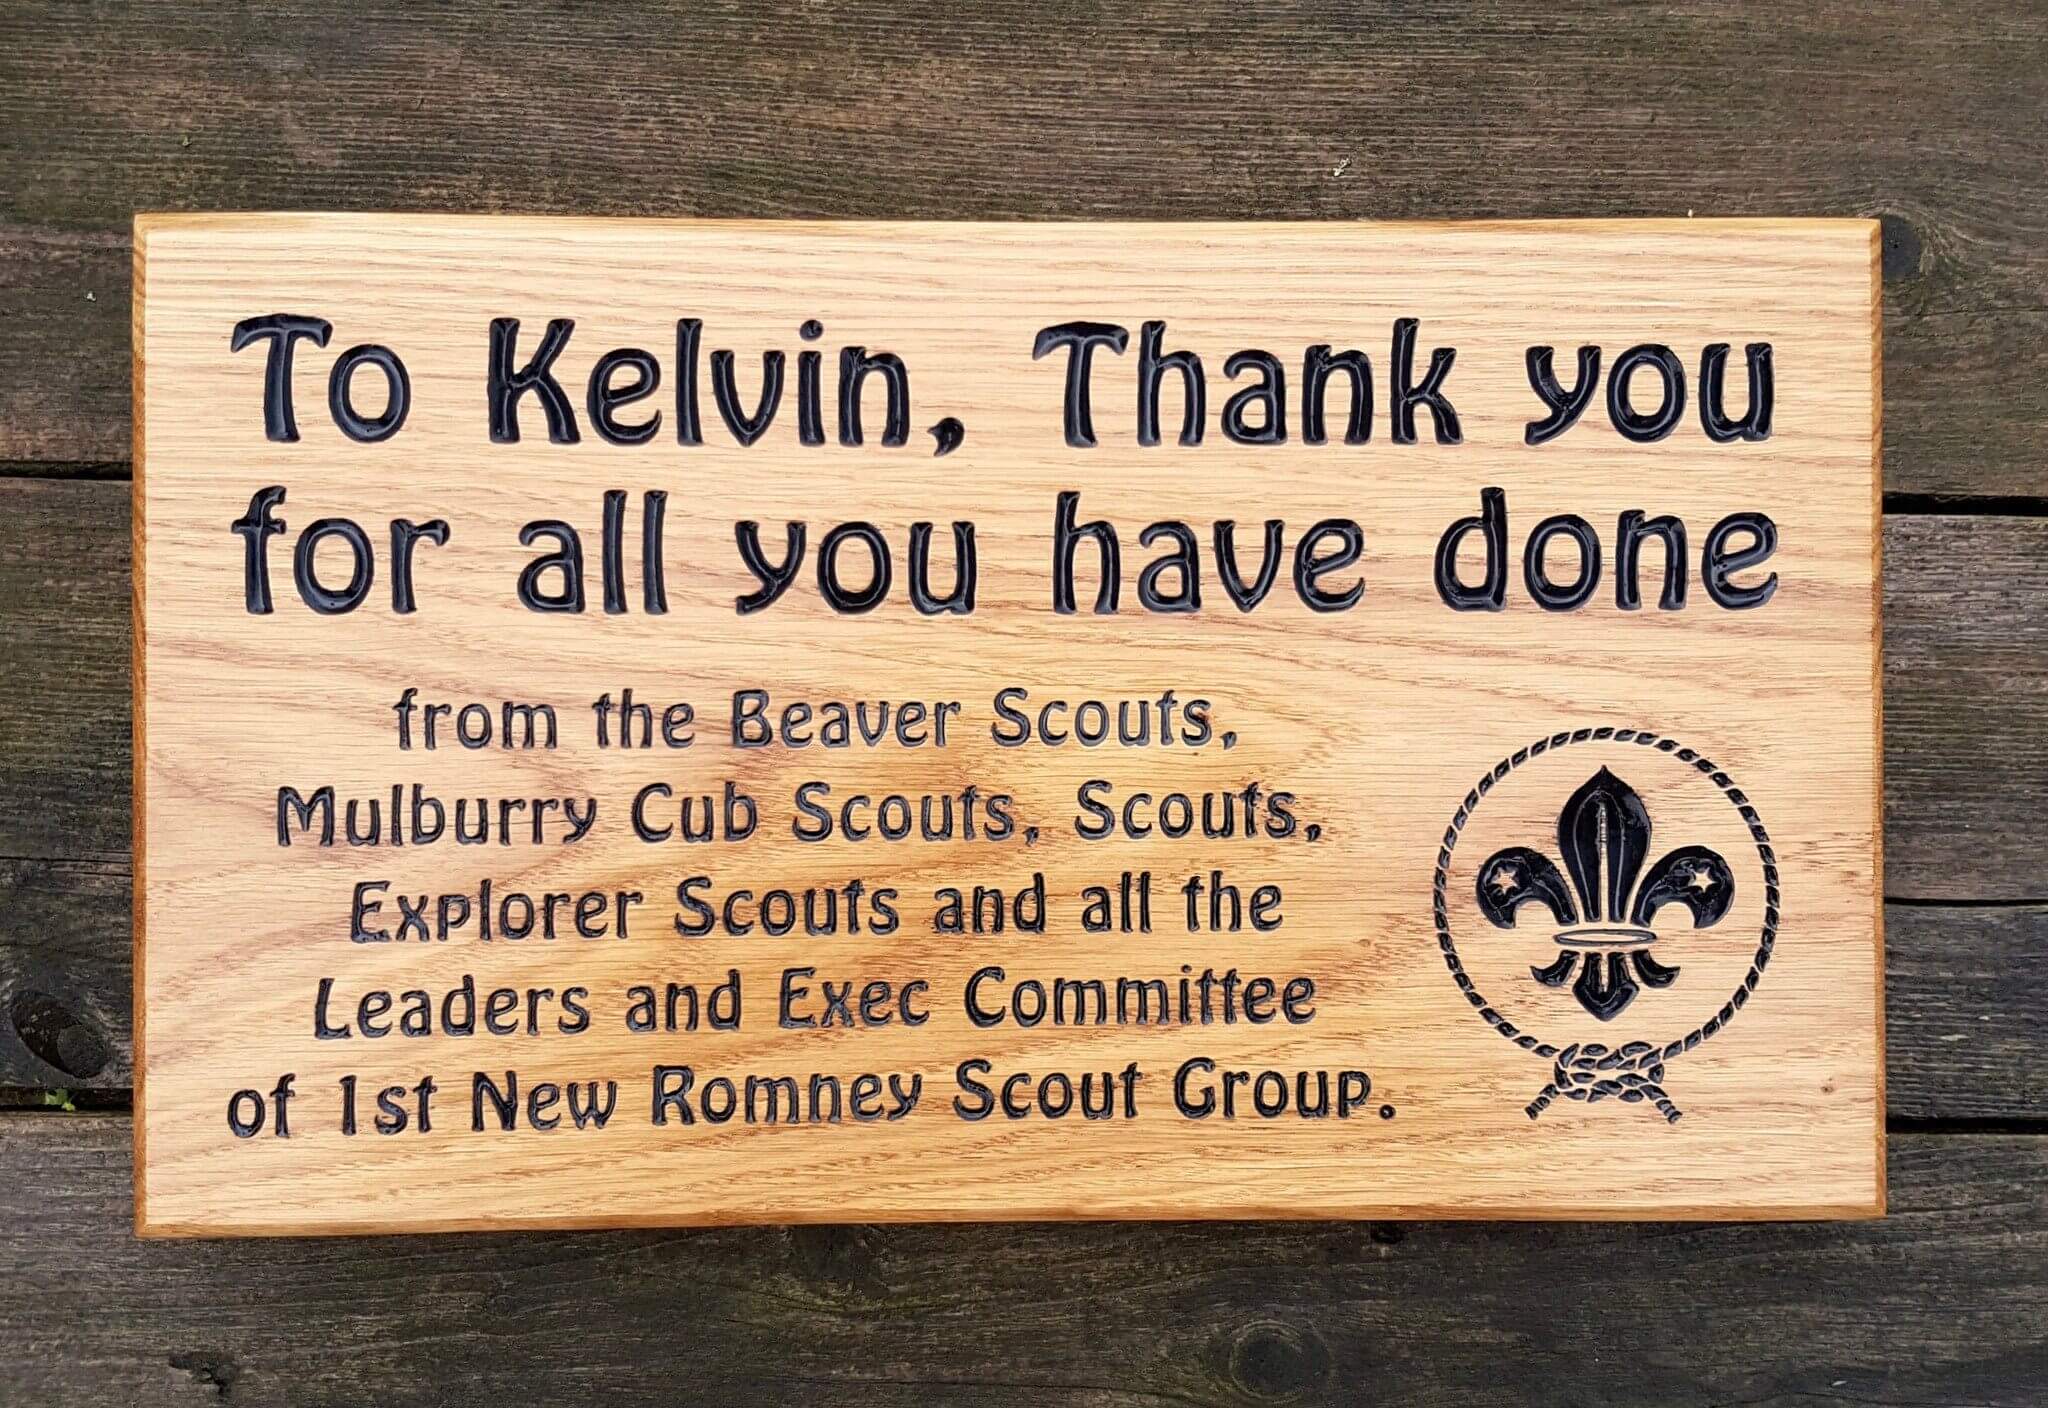 To Kelvin, Thank you
for all you have done
from the Beaver Scouts,
Mulburry Cub Scouts, Scouts,
Explorer Scouts and all the
Leaders and Exec Committee
of 1st New Romney Scout Group.